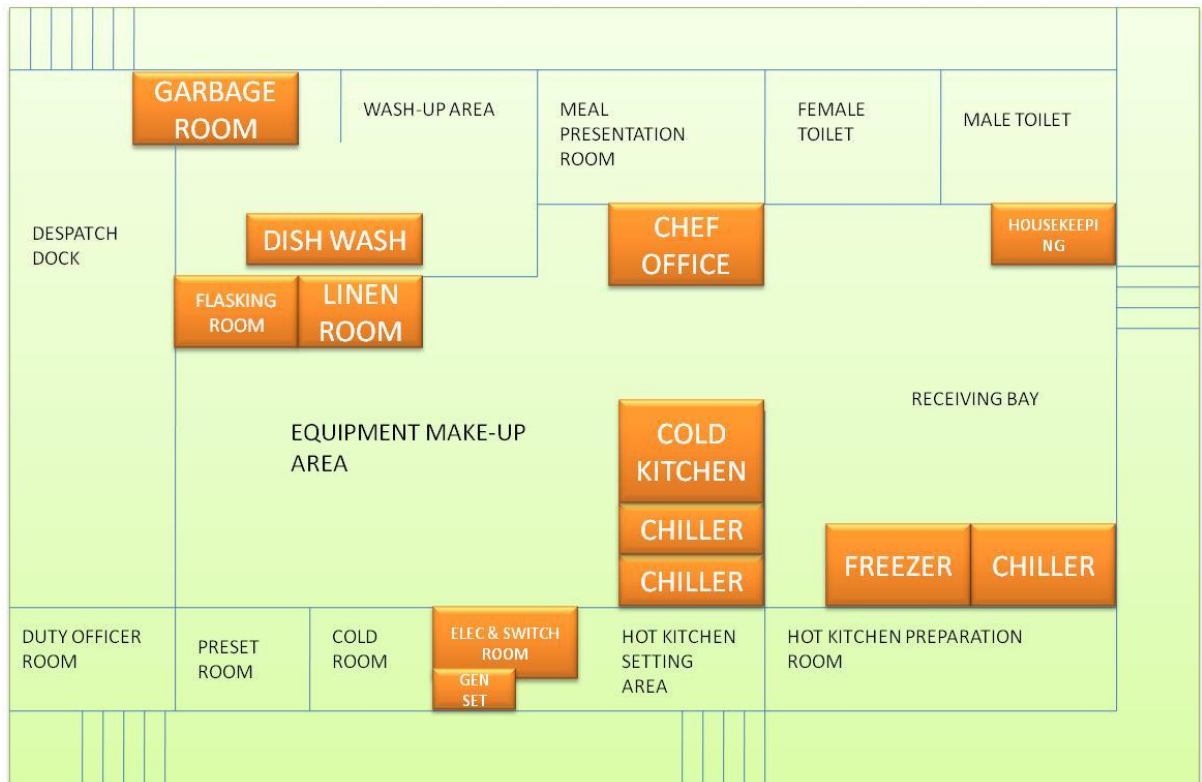 GARBAGE
ROOM
WASH-UP AREA
MEAL
PRESENTATION
ROOM
FEMALE
TOILET
MALE TOILET
DESPATCH
DOCK
DISH WASH
CHEF
OFFICE
HOUSEKEEPI
NG
FLASKING
ROOM
LINEN
ROOM
EQUIPMENT MAKE-UP
AREA
COLD
KITCHEN
RECEIVING BAY
CHILLER
CHILLER
FREEZER
CHILLER
DUTY OFFICER
ROOM
PRESET
ROOM
COLD
ROOM
ELEC & SWITCH
ROOM
GEN
SET
HOT KITCHEN
SETTING
AREA
HOT KITCHEN PREPARATION
ROOM